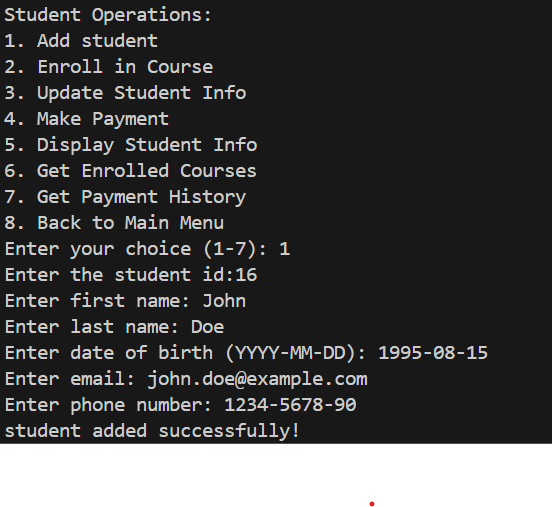 Student Operations:
1. Add student
2. Enroll in Course
3. Update Student Info
4. Make Payment
5. Display Student Info
6. Get Enrolled Courses
7. Get Payment History
8. Back to Main Menu
Enter your choice (1-7): 1
Enter the student id:16
Enter first name: John
Enter last name: Doe
Enter date of birth (YYYY-MM-DD): 1995-08-15
Enter email: john.doe@example.com
Enter phone number: 1234-5678-90
student added successfully!